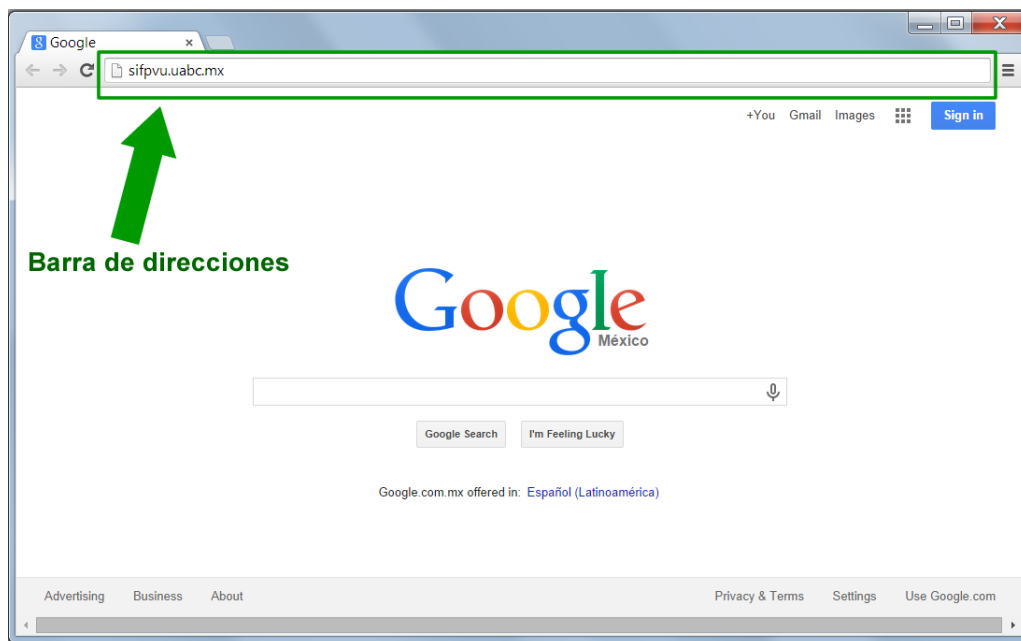 Google
sifpvu.uabc.mx
+You Gmail Images Sign in
Barra de direcciones
Google
México
Google Search I'm Feeling Lucky
Google.com.mx offered in: Español (Latinoamérica)
Advertising Business About Privacy & Terms Settings Use Google.com